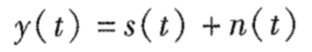 y(t) = s(t) + n(t)